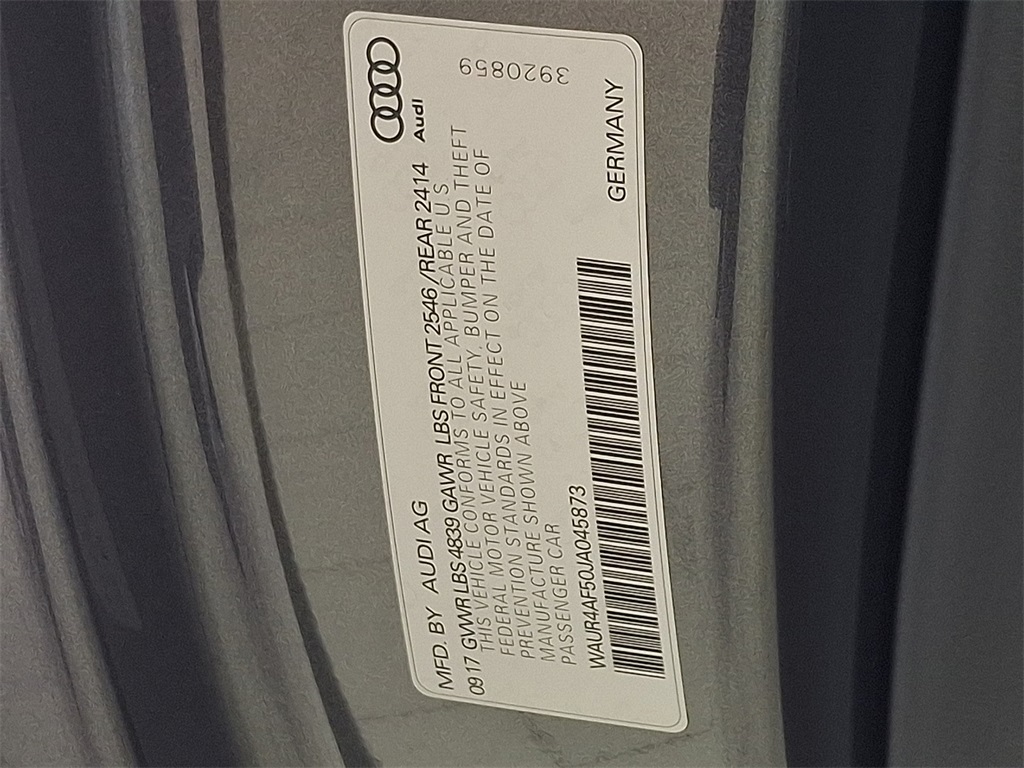 Audi
MFD. BY AUDI AG
09 17 GVWR LBS 4839 GAWR LBS FRONT 2546 /REAR 2414
THIS VEHICLE CONFORMS TO ALL APPLICABLE US
FEDERAL MOTOR VEHICLE SAFETY, BUMPER AND THEFT
PREVENTION STANDARDS IN EFFECT ON THE DATE OF
MANUFACTURE SHOWN ABOVE
PASSENGER CAR
WAUR4AF50JA045873
GERMANY
3920859